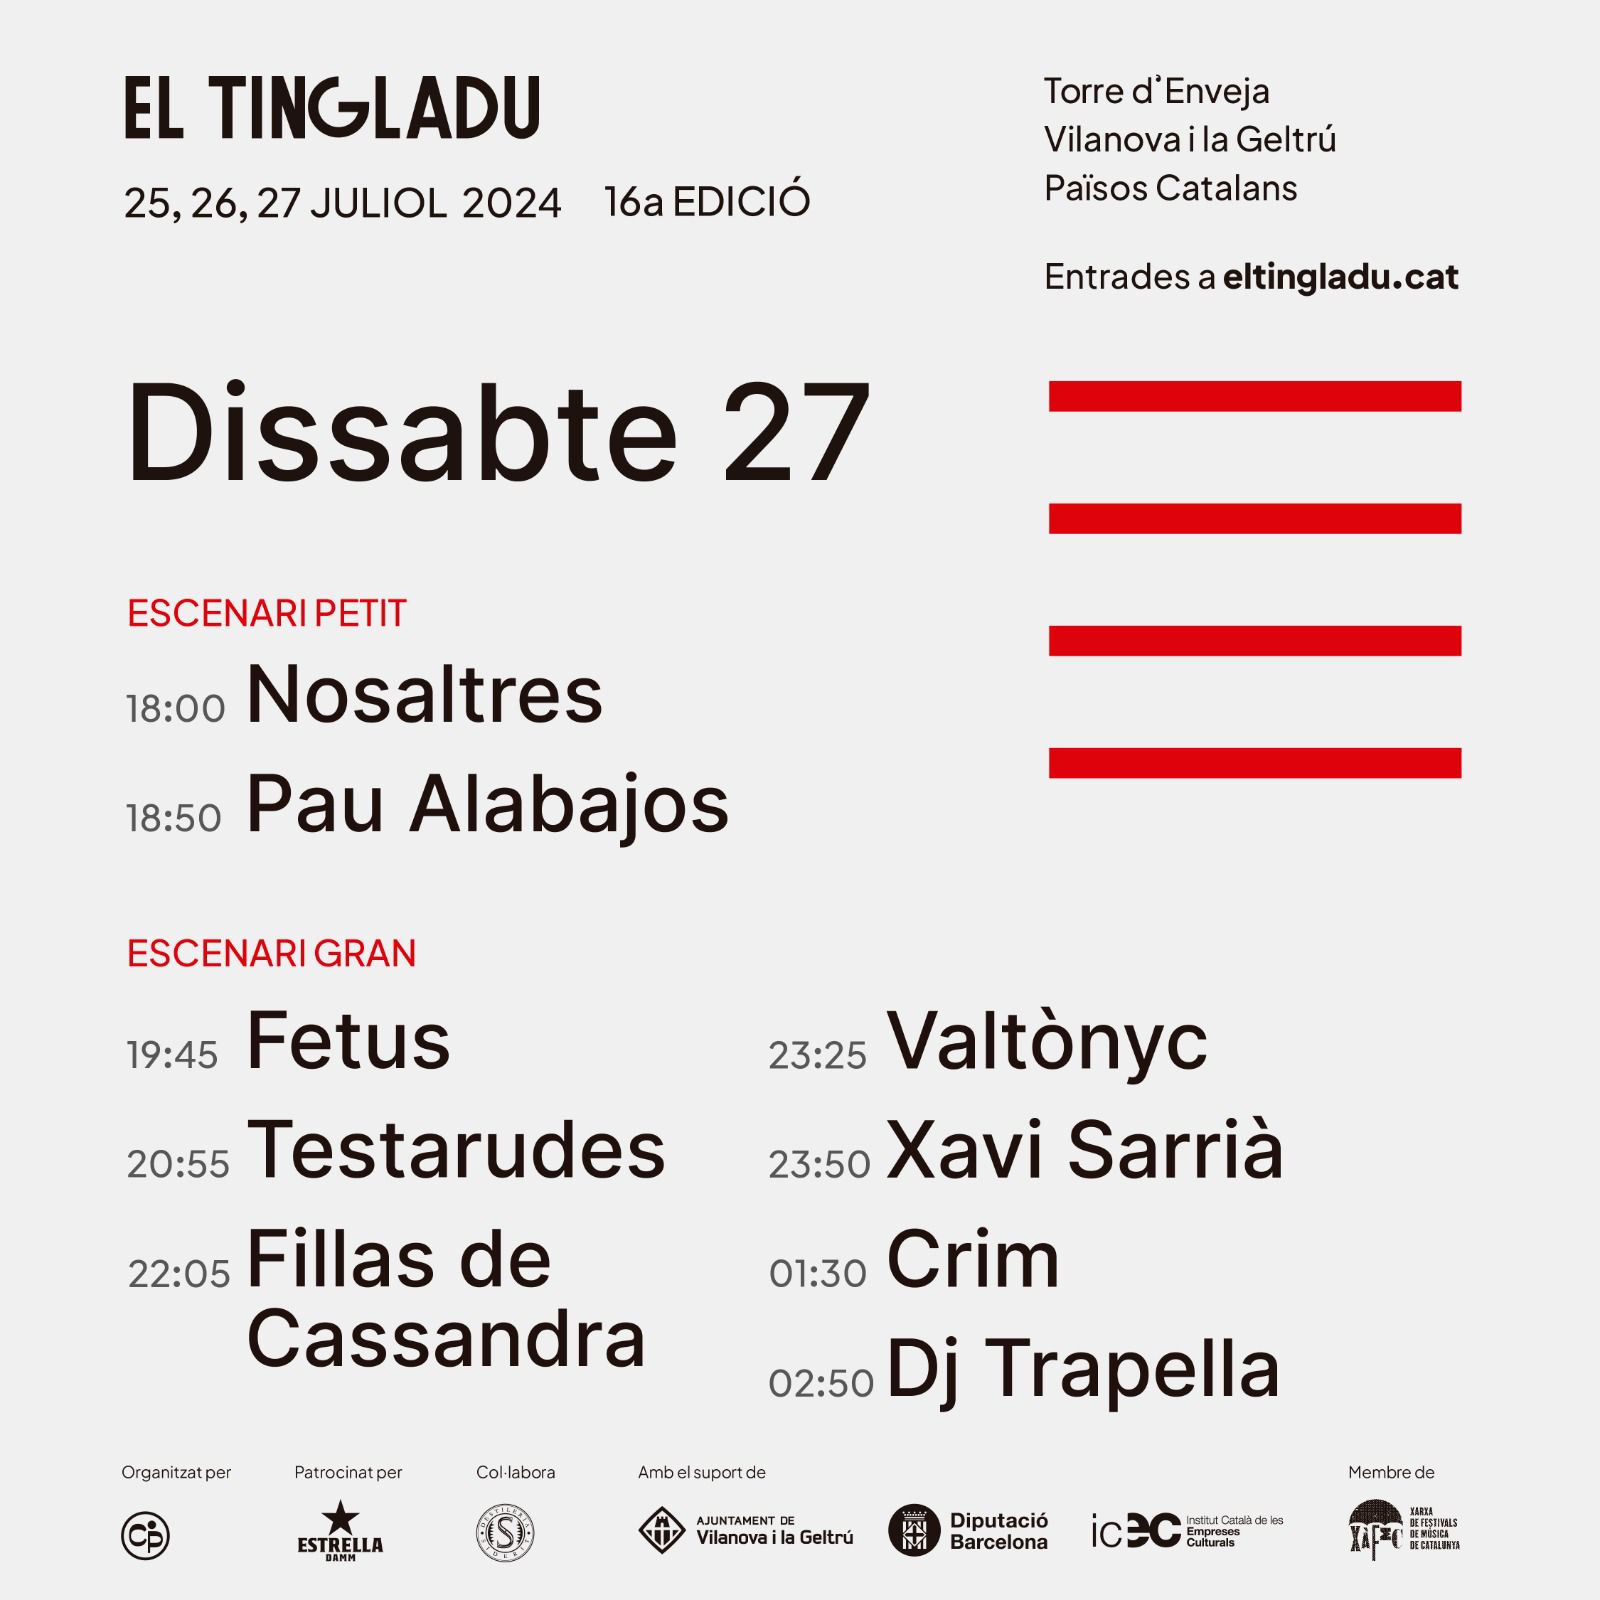 EL TINGLADU
25, 26, 27 JULIOL 2024 16a EDICIÓ
Torre d'Enveja
Vilanova i la Geltrú
Països Catalans
Entrades a eltingladu.cat
Dissabte 27
ESCENARI PETIT
18:00 Nosaltres
18:50 Pau Alabajos
ESCENARI GRAN
19:45 Fetus
20:55 Testarudes
22:05 Fillas de
Cassandra
23:25 Valtònyc
23:50 Xavi Sarrià
01:30 Crim
02:50 Dj Trapella
Organitzat per
Patrocinat per
ESTRELLA
DAMM
Col·labora
DESTIL·LERIA
SIDERIT
Amb el suport de
AJUNTAMENT DE
Vilanova i la Geltrú
Diputació
Barcelona
icec
Institut Català de les
Empreses
Culturals
Membre de
XAFEC
XARXA
DE FESTIVALS
DE MÚSICA
DE CATALUNYA